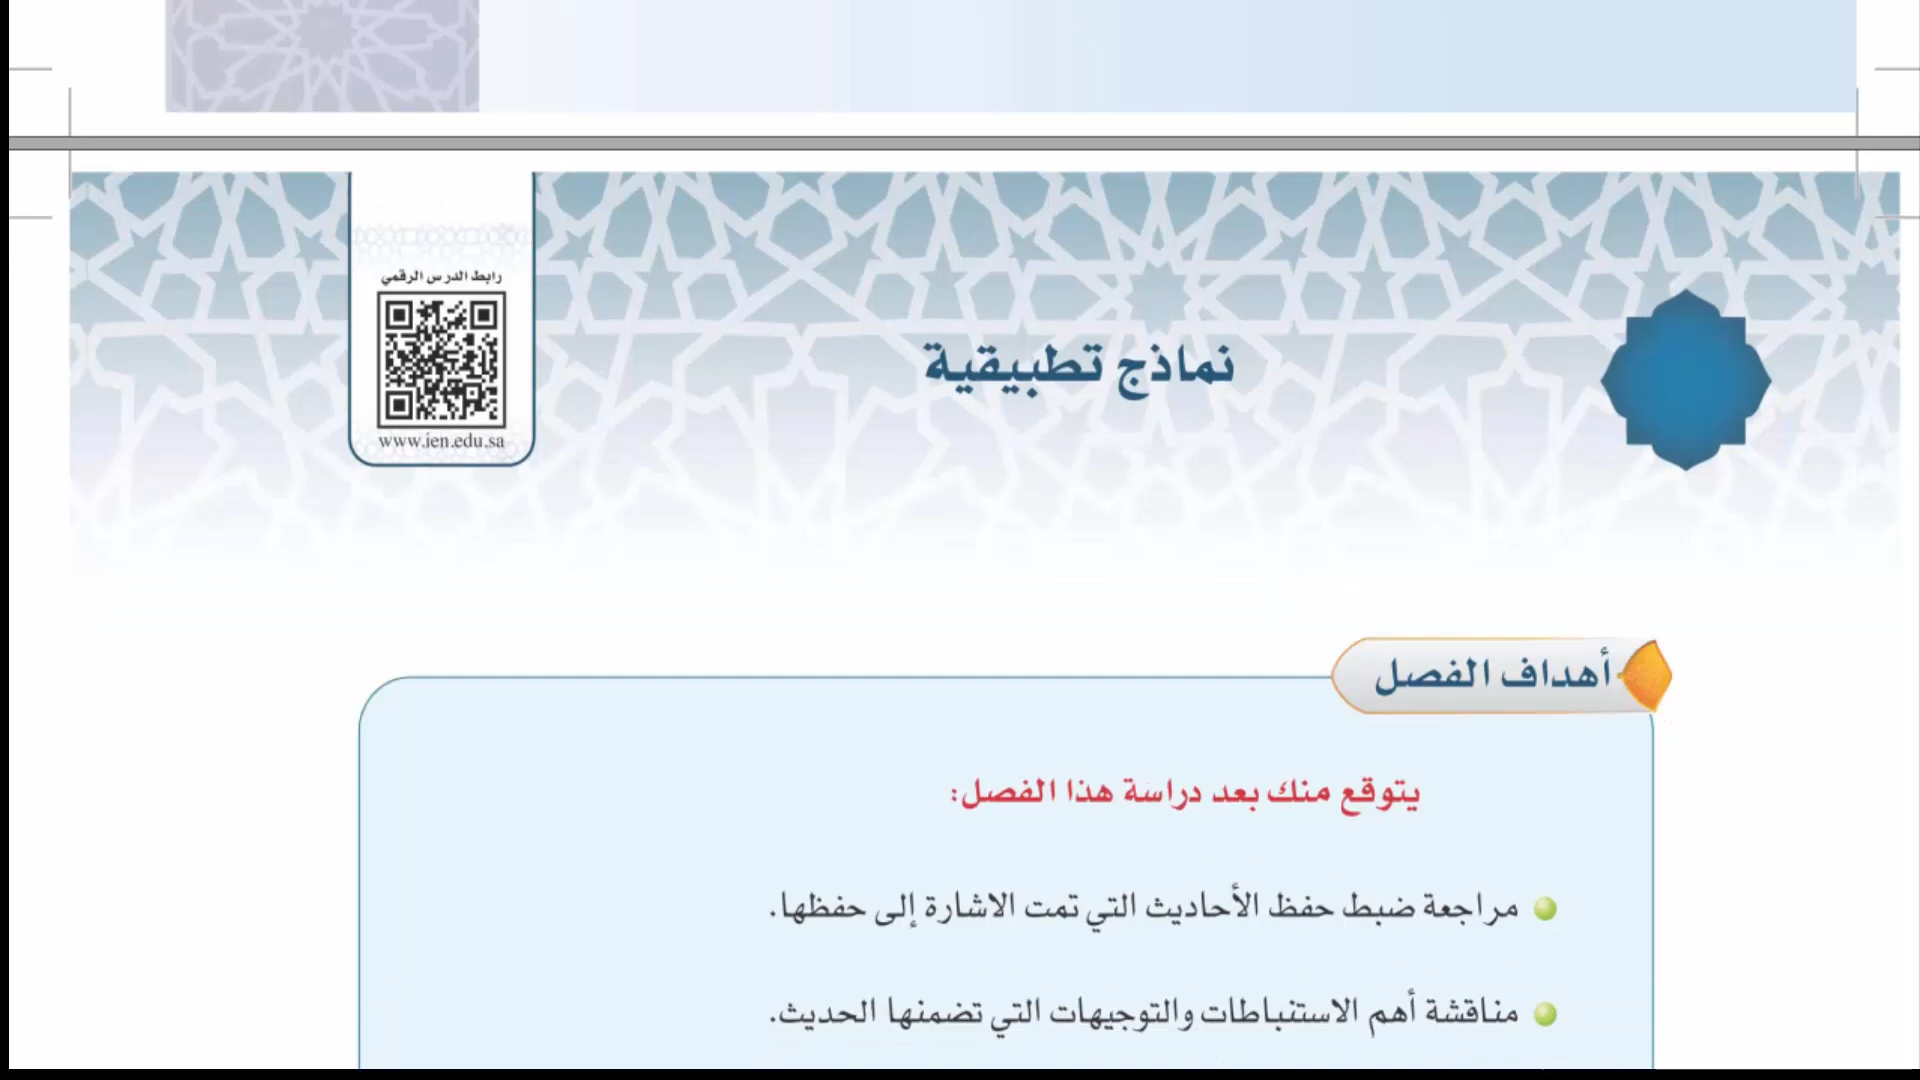 رابط الدرس الرقمي
www.ien.edu.sa
نماذج تطبيقية
أهداف الفصل
يتوقع منك بعد دراسة هذا الفصل:
مراجعة ضبط حفظ الأحاديث التي تمت الاشارة إلى حفظها.
مناقشة أهم الاستنباطات والتوجيهات التي تضمنها الحديث.